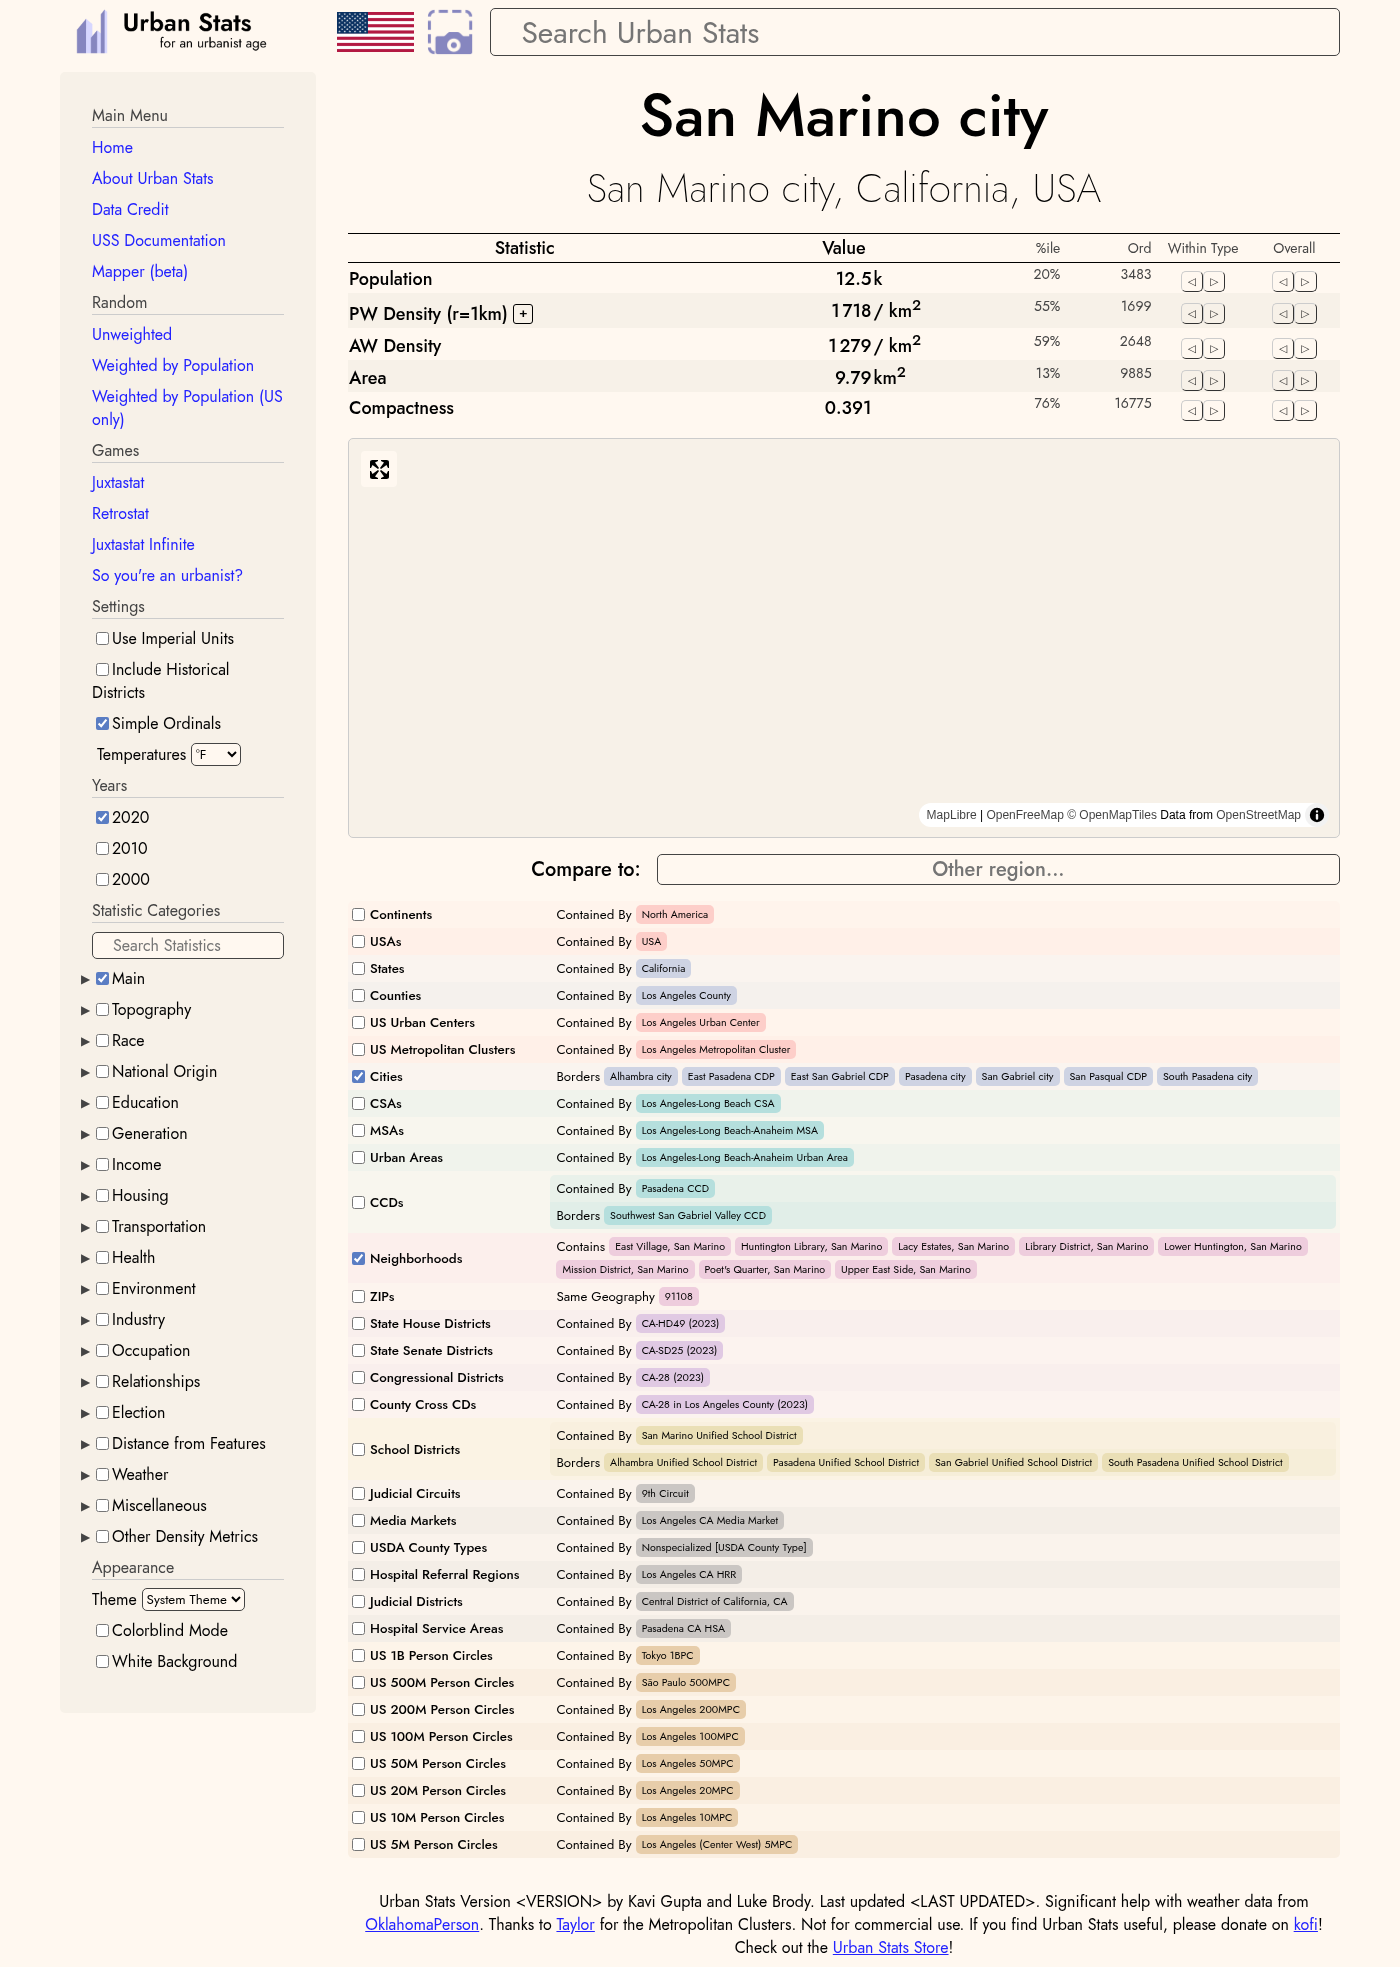 Urban Stats
for an urbanist age
Search Urban Stats
Main Menu
Home
About Urban Stats
Data Credit
USS Documentation
Mapper (beta)
Random
Unweighted
Weighted by Population
Weighted by Population (US
only)
Games
Juxtastat
Retrostat
Juxtastat Infinite
So you're an urbanist?
Settings
Use Imperial Units
Include Historical
Districts
Simple Ordinals
Temperatures °F
Years
2020
2010
2000
Statistic Categories
Search Statistics
Main
Topography
Race
National Origin
Education
Generation
Income
Housing
Transportation
Health
Environment
Industry
Occupation
Relationships
Election
Distance from Features
Weather
Miscellaneous
Other Density Metrics
Appearance
Theme System Theme
Colorblind Mode
White Background
San Marino city
San Marino city, California, USA
Statistic Value %ile Ord Within Type Overall
Population 12.5k 20% 3483
PW Density (r=1km) + 1 718 / km² 55% 1699
AW Density 1 279 / km² 59% 2648
Area 9.79 km² 13% 9885
Compactness 0.391 76% 16775
MapLibre | OpenFreeMap © OpenMapTiles Data from OpenStreetMap
Compare to: Other region...
Continents Contained By North America
USAs Contained By USA
States Contained By California
Counties Contained By Los Angeles County
US Urban Centers Contained By Los Angeles Urban Center
US Metropolitan Clusters Contained By Los Angeles Metropolitan Cluster
Cities Borders Alhambra city East Pasadena CDP East San Gabriel CDP Pasadena city San Gabriel city San Pasqual CDP South Pasadena city
CSAs Contained By Los Angeles-Long Beach CSA
MSAs Contained By Los Angeles-Long Beach-Anaheim MSA
Urban Areas Contained By Los Angeles-Long Beach-Anaheim Urban Area
CCDs Contained By Pasadena CCD
Borders Southwest San Gabriel Valley CCD
Neighborhoods Contains East Village, San Marino Huntington Library, San Marino Lacy Estates, San Marino Library District, San Marino Lower Huntington, San Marino
Mission District, San Marino Poet's Quarter, San Marino Upper East Side, San Marino
ZIPs Same Geography 91108
State House Districts Contained By CA-HD49 (2023)
State Senate Districts Contained By CA-SD25 (2023)
Congressional Districts Contained By CA-28 (2023)
County Cross CDs Contained By CA-28 in Los Angeles County (2023)
School Districts Contained By San Marino Unified School District
Borders Alhambra Unified School District Pasadena Unified School District San Gabriel Unified School District South Pasadena Unified School District
Judicial Circuits Contained By 9th Circuit
Media Markets Contained By Los Angeles CA Media Market
USDA County Types Contained By Nonspecialized [USDA County Type]
Hospital Referral Regions Contained By Los Angeles CA HRR
Judicial Districts Contained By Central District of California, CA
Hospital Service Areas Contained By Pasadena CA HSA
US 1B Person Circles Contained By Tokyo 1BPC
US 500M Person Circles Contained By São Paulo 500MPC
US 200M Person Circles Contained By Los Angeles 200MPC
US 100M Person Circles Contained By Los Angeles 100MPC
US 50M Person Circles Contained By Los Angeles 50MPC
US 20M Person Circles Contained By Los Angeles 20MPC
US 10M Person Circles Contained By Los Angeles 10MPC
US 5M Person Circles Contained By Los Angeles (Center West) 5MPC
Urban Stats Version <VERSION> by Kavi Gupta and Luke Brody. Last updated <LAST UPDATED>. Significant help with weather data from
OklahomaPerson. Thanks to Taylor for the Metropolitan Clusters. Not for commercial use. If you find Urban Stats useful, please donate on kofi!
Check out the Urban Stats Store!